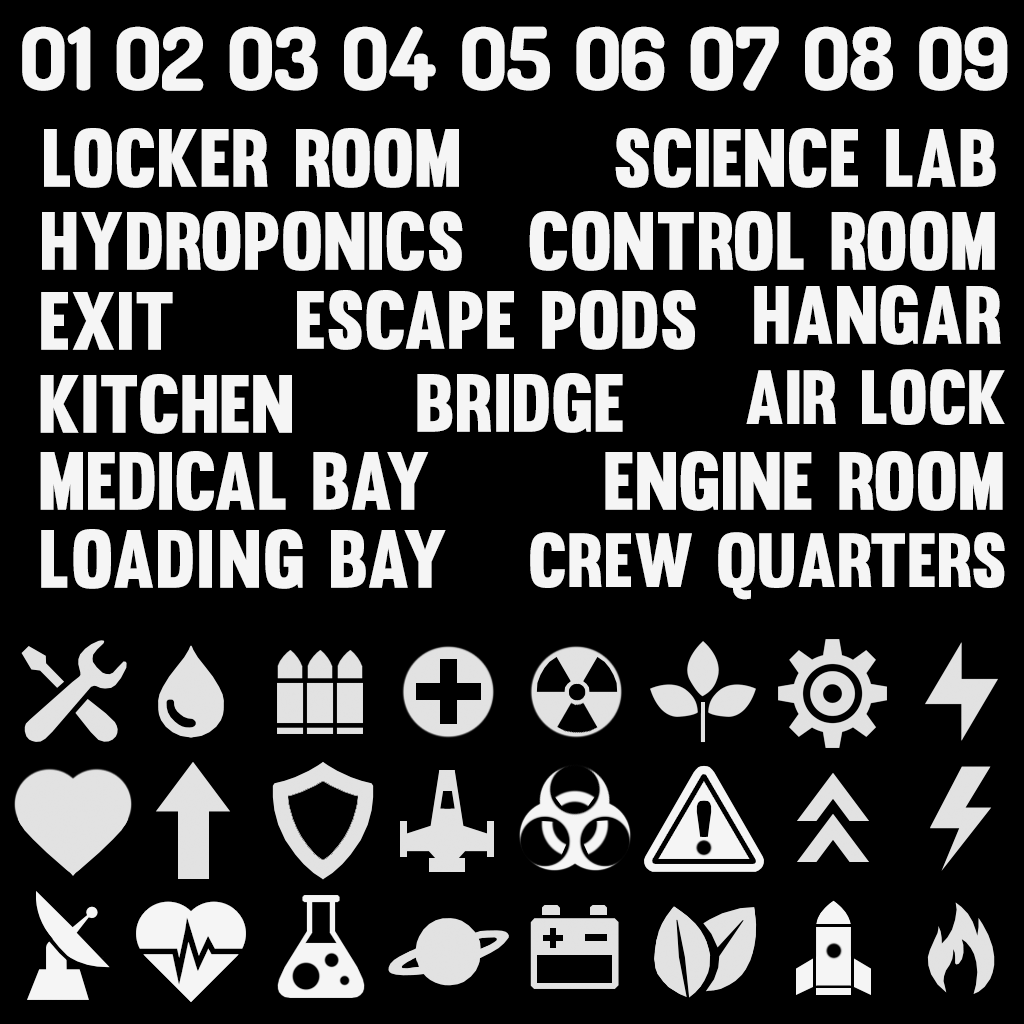 01 02 03 04 05 06 07 08 09
LOCKER ROOM SCIENCE LAB
HYDROPONICS CONTROL ROOM
EXIT ESCAPE PODS HANGAR
KITCHEN BRIDGE AIR LOCK
MEDICAL BAY ENGINE ROOM
LOADING BAY CREW QUARTERS